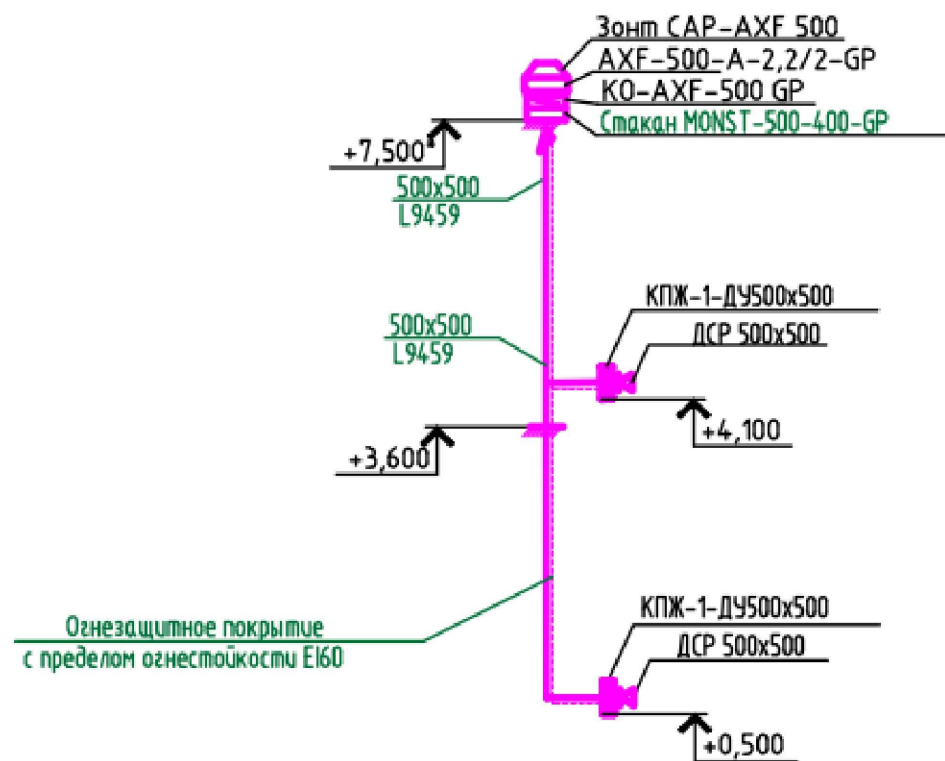 Зонт CAP-AXF 500
AXF-500-A-2,2/2-GP
KO-AXF-500 GP
Стакан MONST-500-400-GP
+7,500*
500x500
L9459
КПЖ-1-ДУ500x500
ДСР 500x500
500x500
L9459
+4,100
+3,600
КПЖ-1-ДУ500x500
ДСР 500x500
Огнезащитное покрытие
с пределом огнестойкости EI60
+0,500